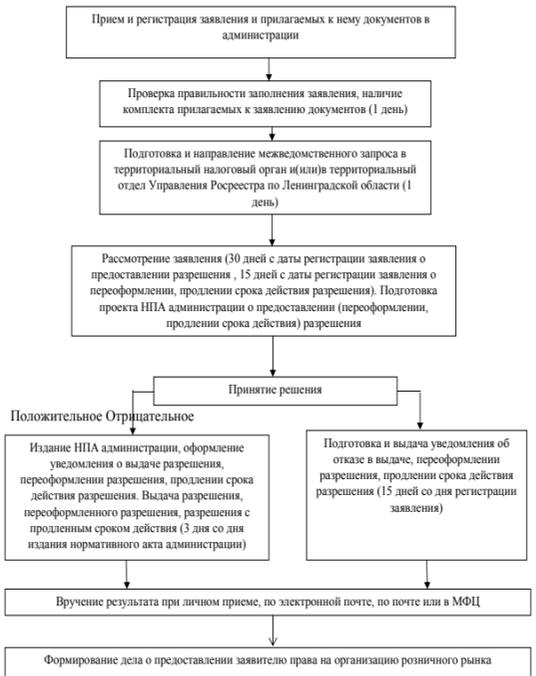 Прием и регистрация заявления и прилагаемых к нему документов в
администрации
Проверка правильности заполнения заявления, наличие
комплекта прилагаемых к заявлению документов (1 день)
Подготовка и направление межведомственного запроса в
территориальный налоговый орган и(или)в территориальный
отдел Управления Росреестра по Ленинградской области (1
день)
Рассмотрение заявления (30 дней с даты регистрации заявления о
предоставлении разрешения , 15 дней с даты регистрации заявления о
переоформлении, продлении срока действия разрешения). Подготовка
проекта НПА администрации о предоставлении (переоформлении,
продлении срока действия) разрешения
Принятие решения
Положительное Отрицательное
Издание НПА администрации, оформление
уведомления о выдаче разрешения,
переоформлении разрешения, продлении срока
действия разрешения. Выдача разрешения,
переоформленного разрешения, разрешения с
продленным сроком действия (3 дня со дня
издания нормативного акта администрации)
Подготовка и выдача уведомления об
отказе в выдаче, переоформлении
разрешения, продлении срока действия
разрешения (15 дней со дня регистрации
заявления)
Вручение результата при личном приеме, по электронной почте, по почте или в МФЦ
Формирование дела о предоставлении заявителю права на организацию розничного рынка